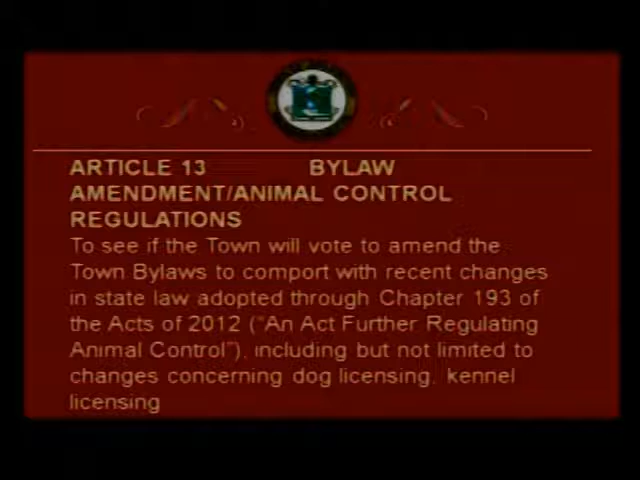 ARTICLE 13 BYLAW
AMENDMENT/ANIMAL CONTROL
REGULATIONS
To see if the Town will vote to amend the
Town Bylaws to comport with recent changes
in state law adopted through Chapter 193 of
the Acts of 2012 ("An Act Further Regulating
Animal Control"), including but not limited to
changes concerning dog licensing, kennel
licensing